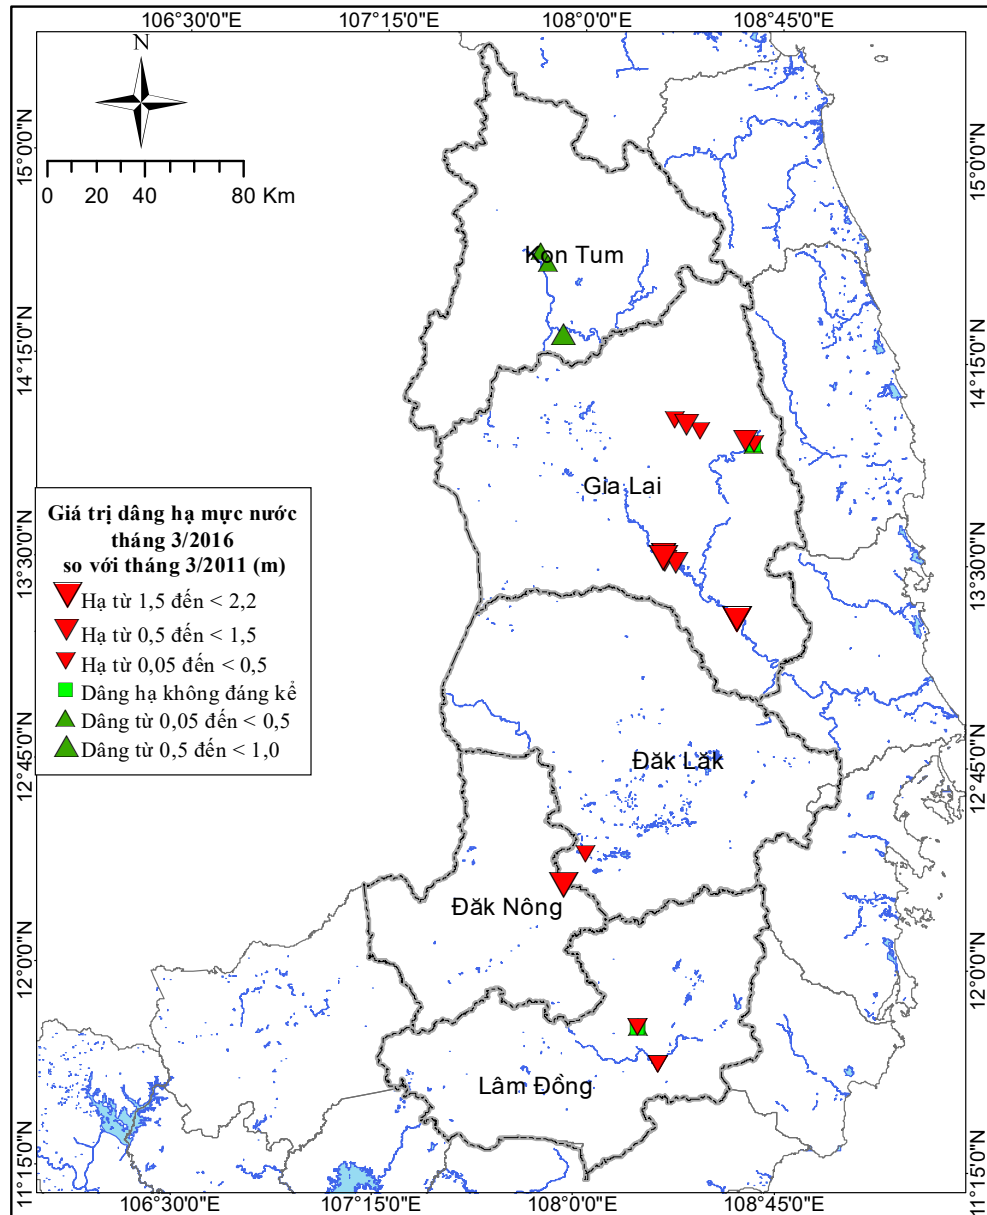 106°30'0"E 107°15'0"E 108°0'0"E 108°45'0"E
N
0 20 40 80 Km
15°0'0"N
15°0'0"N
Kon Tum
14°15'0"N
14°15'0"N
Gia Lai
Giá trị dâng hạ mực nước
tháng 3/2016
so với tháng 3/2011 (m)
Hạ từ 1,5 đến < 2,2
Hạ từ 0,5 đến < 1,5
Hạ từ 0,05 đến < 0,5
Dâng hạ không đáng kể
Dâng từ 0,05 đến < 0,5
Dâng từ 0,5 đến < 1,0
13°30'0"N
13°30'0"N
12°45'0"N
12°45'0"N
Đăk Lăk
Đăk Nông
12°0'0"N
12°0'0"N
Lâm Đồng
11°15'0"N
11°15'0"N
106°30'0"E 107°15'0"E 108°0'0"E 108°45'0"E